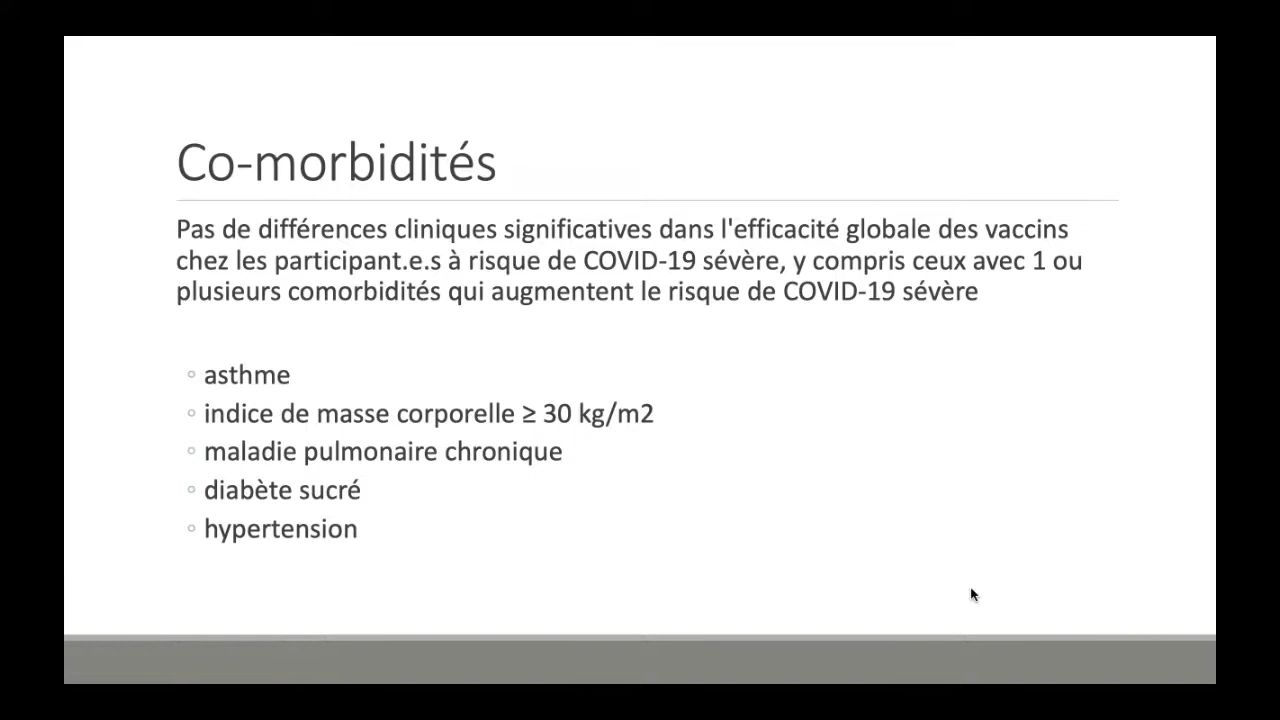 Co-morbidités
Pas de différences cliniques significatives dans l'efficacité globale des vaccins
chez les participant.e.s à risque de COVID-19 sévère, y compris ceux avec 1 ou
plusieurs comorbidités qui augmentent le risque de COVID-19 sévère
◦ asthme
◦ indice de masse corporelle ≥ 30 kg/m2
◦ maladie pulmonaire chronique
◦ diabète sucré
◦ hypertension